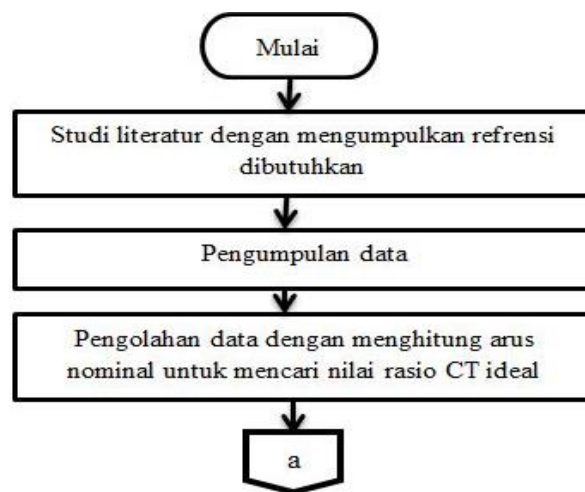 Mulai
Studi literatur dengan mengumpulkan refrensi
dibutuhkan
Pengumpulan data
Pengolahan data dengan menghitung arus
nominal untuk mencari nilai rasio CT ideal
a